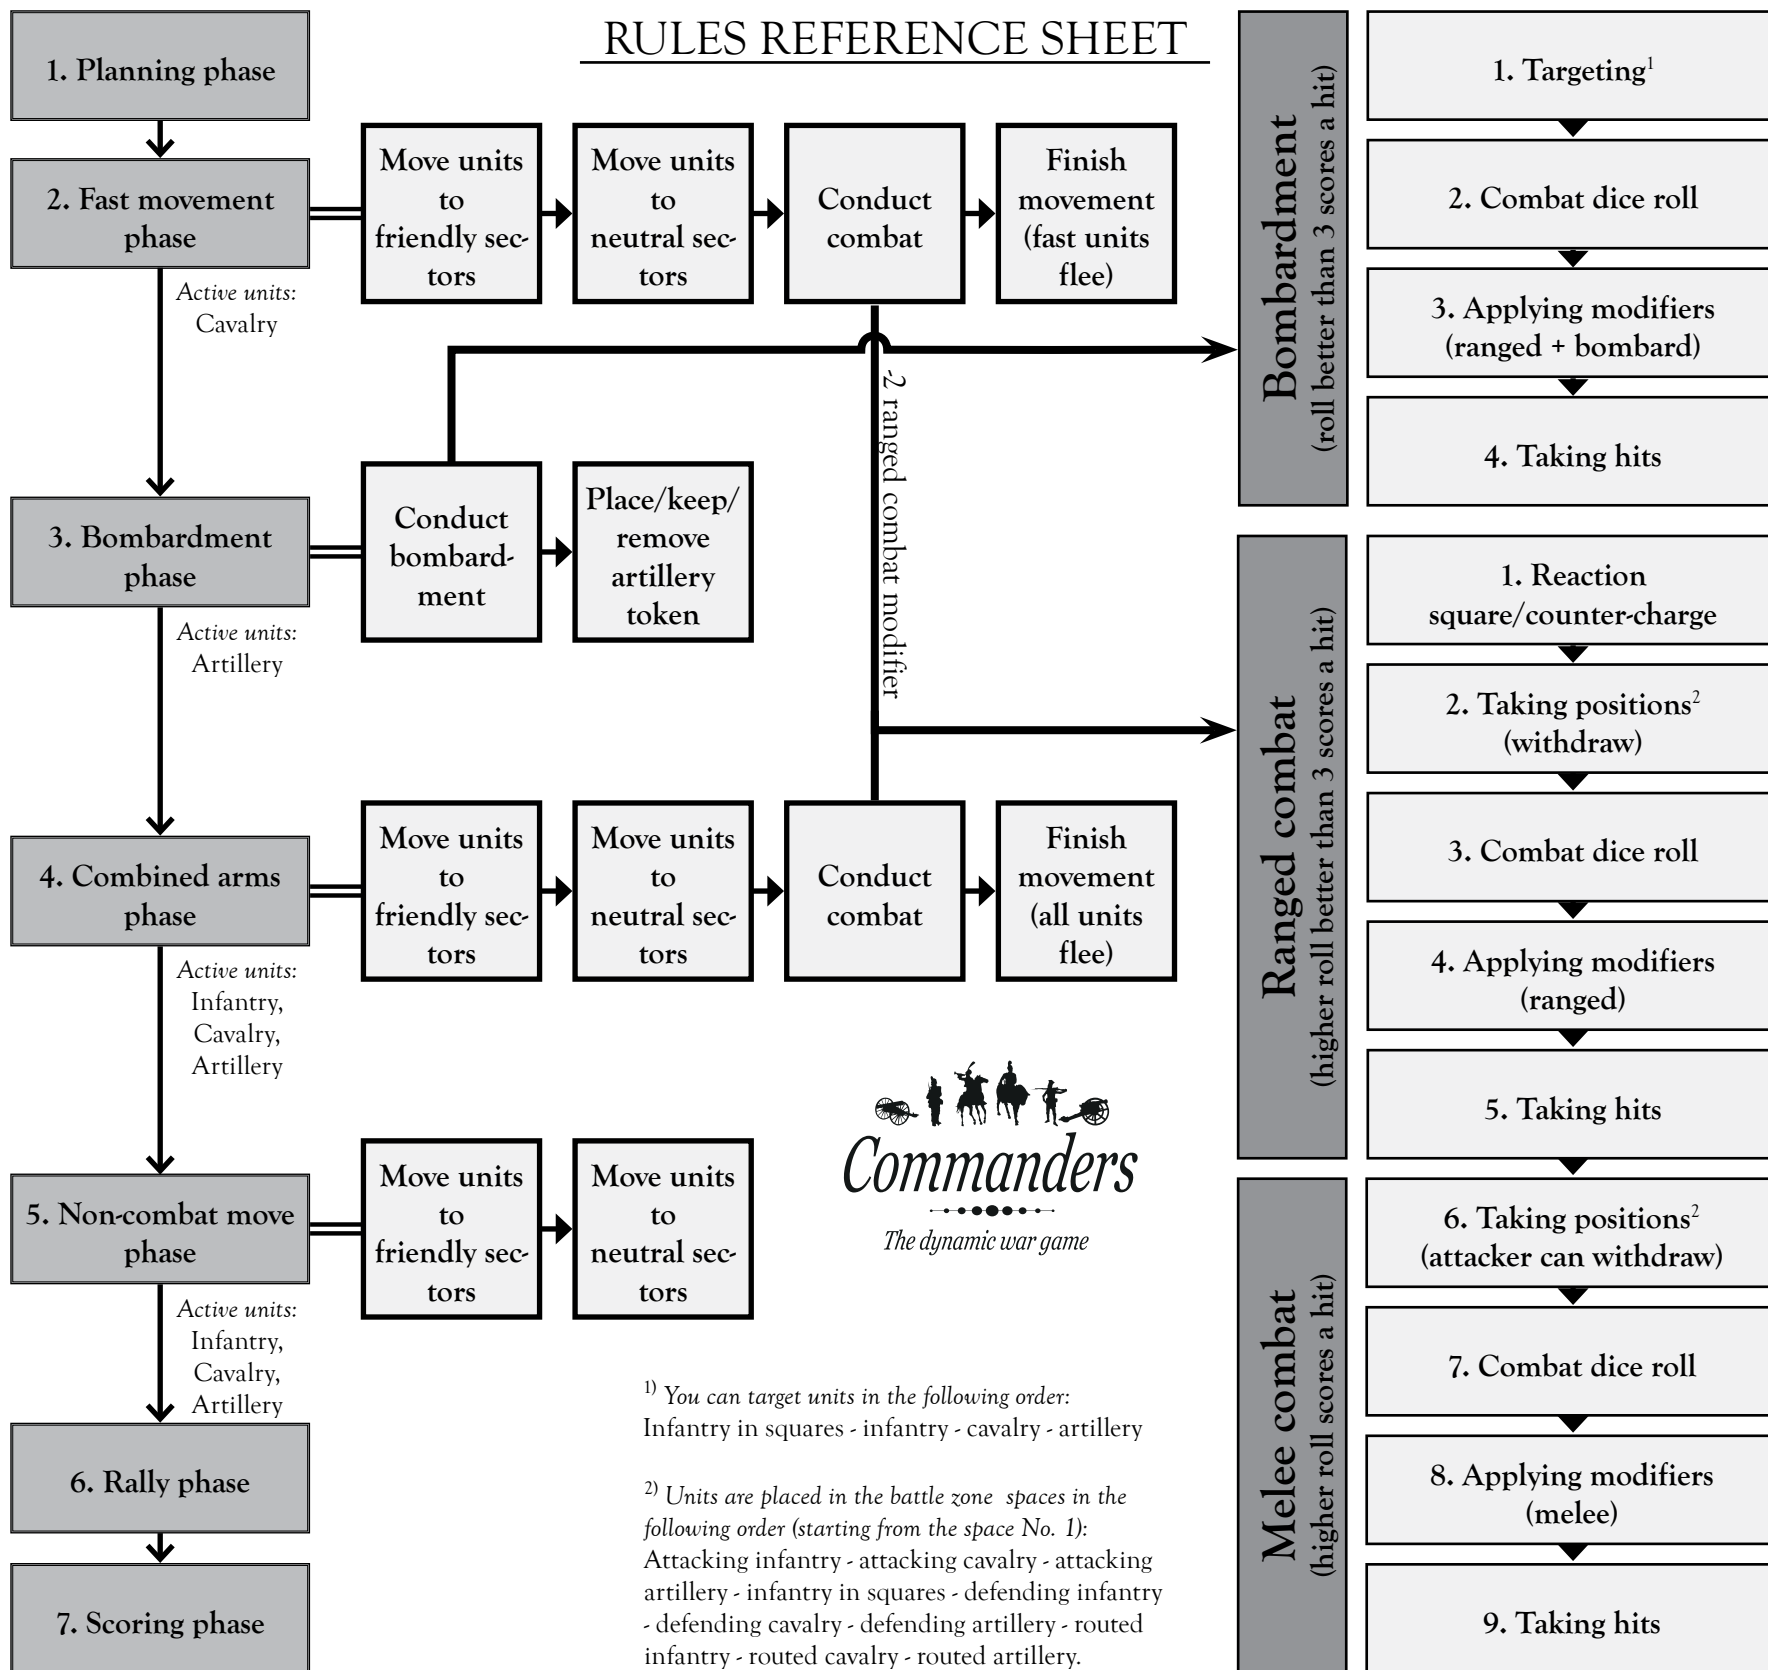 RULES REFERENCE SHEET
1. Planning phase
2. Fast movement
phase
Active units:
Cavalry
Move units
to
friendly sec-
tors
Move units
to
neutral sec-
tors
Conduct
combat
Finish
movement
(fast units
flee)
-2 ranged combat modifier
3. Bombardment
phase
Active units:
Artillery
Conduct
bombard-
ment
Place/keep/
remove
artillery
token
4. Combined arms
phase
Active units:
Infantry,
Cavalry,
Artillery
Move units
to
friendly sec-
tors
Move units
to
neutral sec-
tors
Conduct
combat
Finish
movement
(all units
flee)
5. Non-combat move
phase
Active units:
Infantry,
Cavalry,
Artillery
Move units
to
friendly sec-
tors
Move units
to
neutral sec-
tors
6. Rally phase
7. Scoring phase
Commanders
The dynamic war game
1) You can target units in the following order:
Infantry in squares - infantry - cavalry - artillery
2) Units are placed in the battle zone spaces in the
following order (starting from the space No. 1):
Attacking infantry - attacking cavalry - attacking
artillery - infantry in squares - defending infantry
- defending cavalry - defending artillery - routed
infantry - routed cavalry - routed artillery.
Bombardment
(roll better than 3 scores a hit)
1. Targeting1
2. Combat dice roll
3. Applying modifiers
(ranged + bombard)
4. Taking hits
Ranged combat
(higher roll better than 3 scores a hit)
1. Reaction
square/counter-charge
2. Taking positions2
(withdraw)
3. Combat dice roll
4. Applying modifiers
(ranged)
5. Taking hits
Melee combat
(higher roll scores a hit)
6. Taking positions2
(attacker can withdraw)
7. Combat dice roll
8. Applying modifiers
(melee)
9. Taking hits